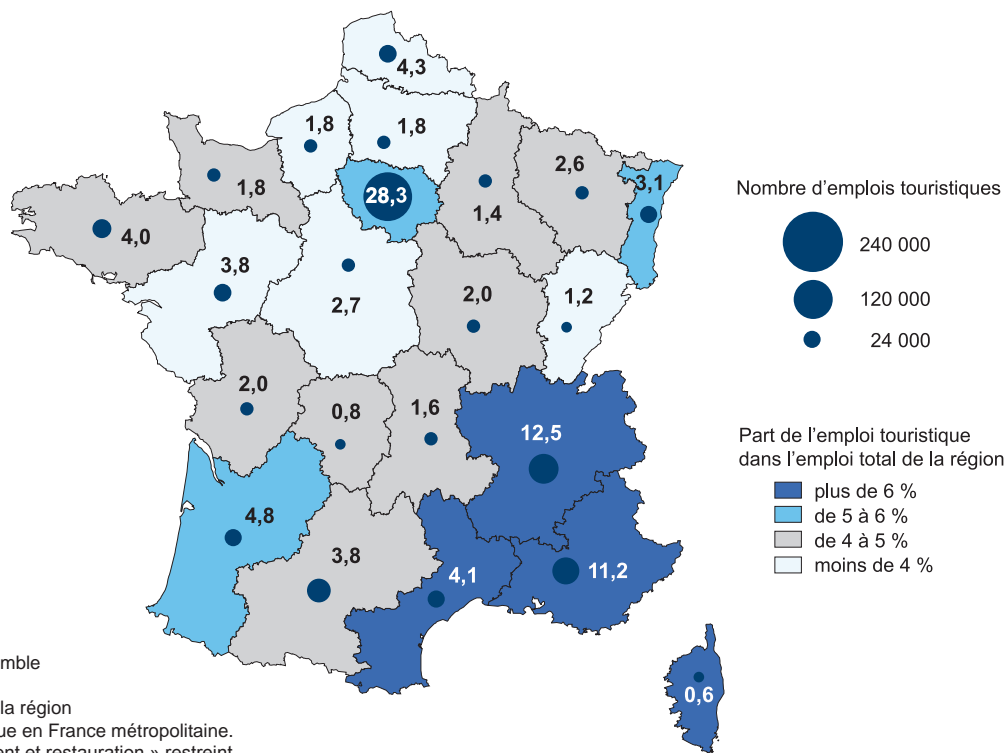 4,3
1,8
1,8
1,8
28,3
2,6
3,1
1,4
4,0
3,8
2,7
2,0
1,2
2,0
0,8
1,6
12,5
4,8
3,8
4,1
11,2
0,6
Nombre d'emplois touristiques
240 000
120 000
24 000
Part de l'emploi touristique
dans l'emploi total de la région
plus de 6 %
de 5 à 6 %
de 4 à 5 %
moins de 4 %
la région
en France métropolitaine.
et restauration » restreint